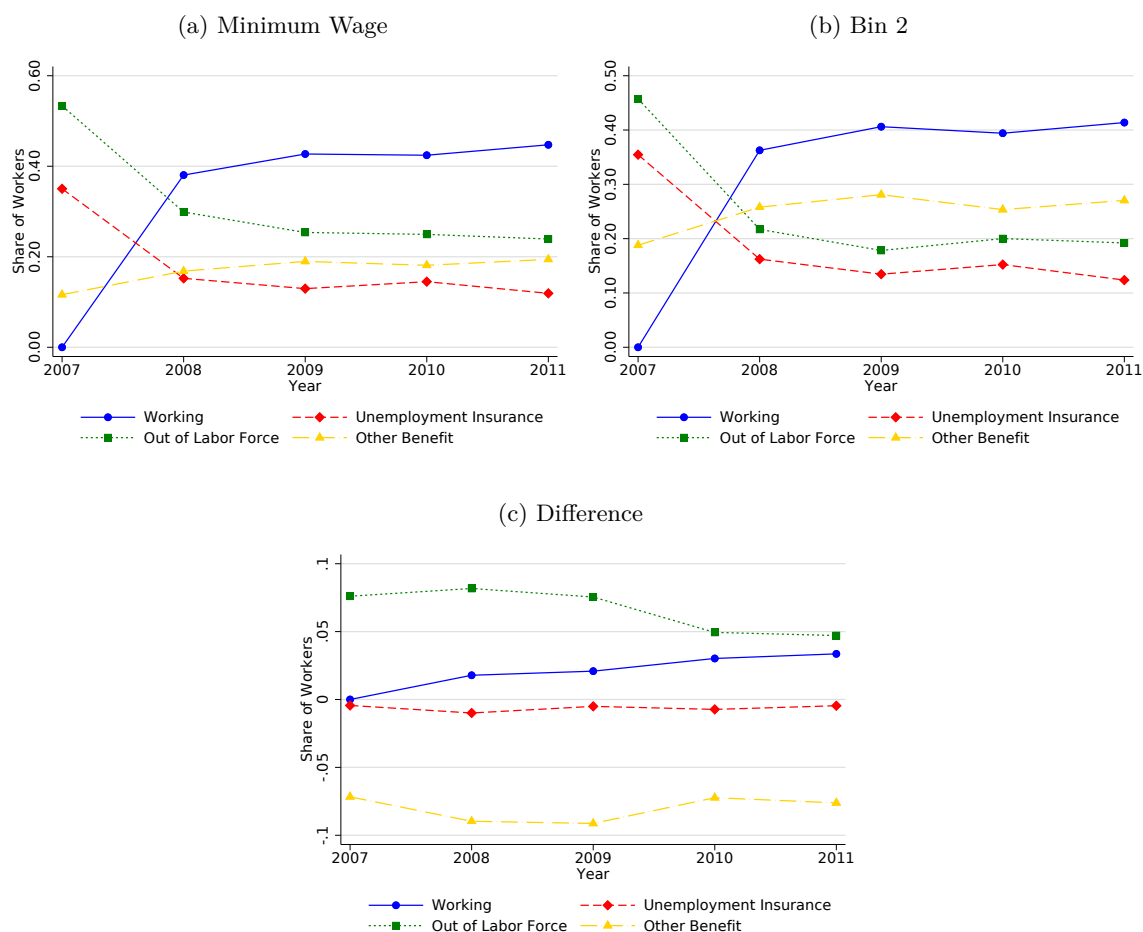 (a) Minimum Wage
Share of Workers
0.60
0.40
0.20
0.00
2007 2008 2009 2010 2011
Year
Working
Unemployment Insurance
Out of Labor Force
Other Benefit
(b) Bin 2
Share of Workers
0.50
0.40
0.30
0.20
0.10
0.00
2007 2008 2009 2010 2011
Year
Working
Unemployment Insurance
Out of Labor Force
Other Benefit
(c) Difference
Share of Workers
.1
.05
0
-.05
-.1
2007 2008 2009 2010 2011
Year
Working
Unemployment Insurance
Out of Labor Force
Other Benefit